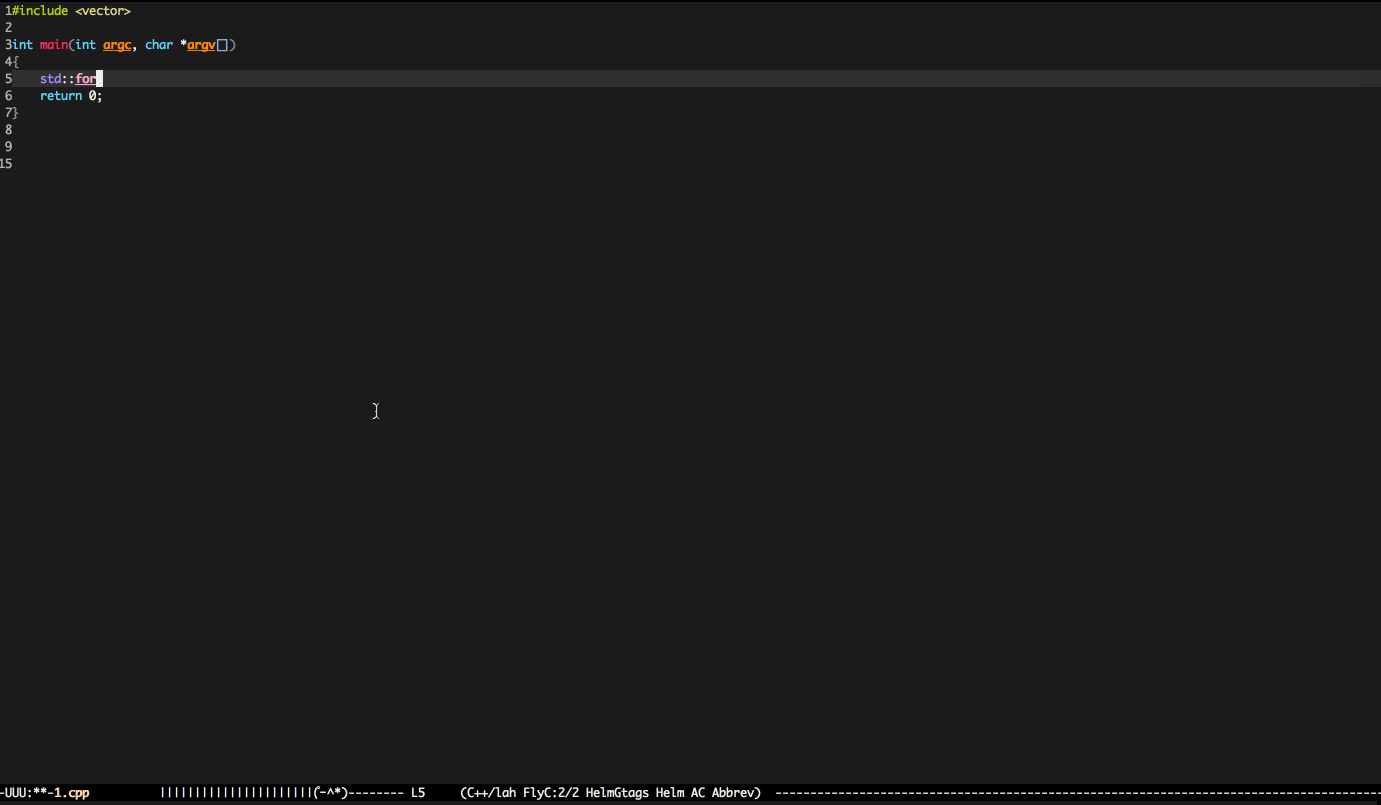 1#include <vector>
2
3int main(int argc, char *argv[])
4{
5    std::for
6    return 0;
7}
8
9
15
-UUU:**-1.cpp          ||||||||||||||||||||||(´-^*)-------- L5     (C++/lah FlyC:2/2 HelmGtags Helm AC Abbrev)  --------------------------------------------------------------------------------------